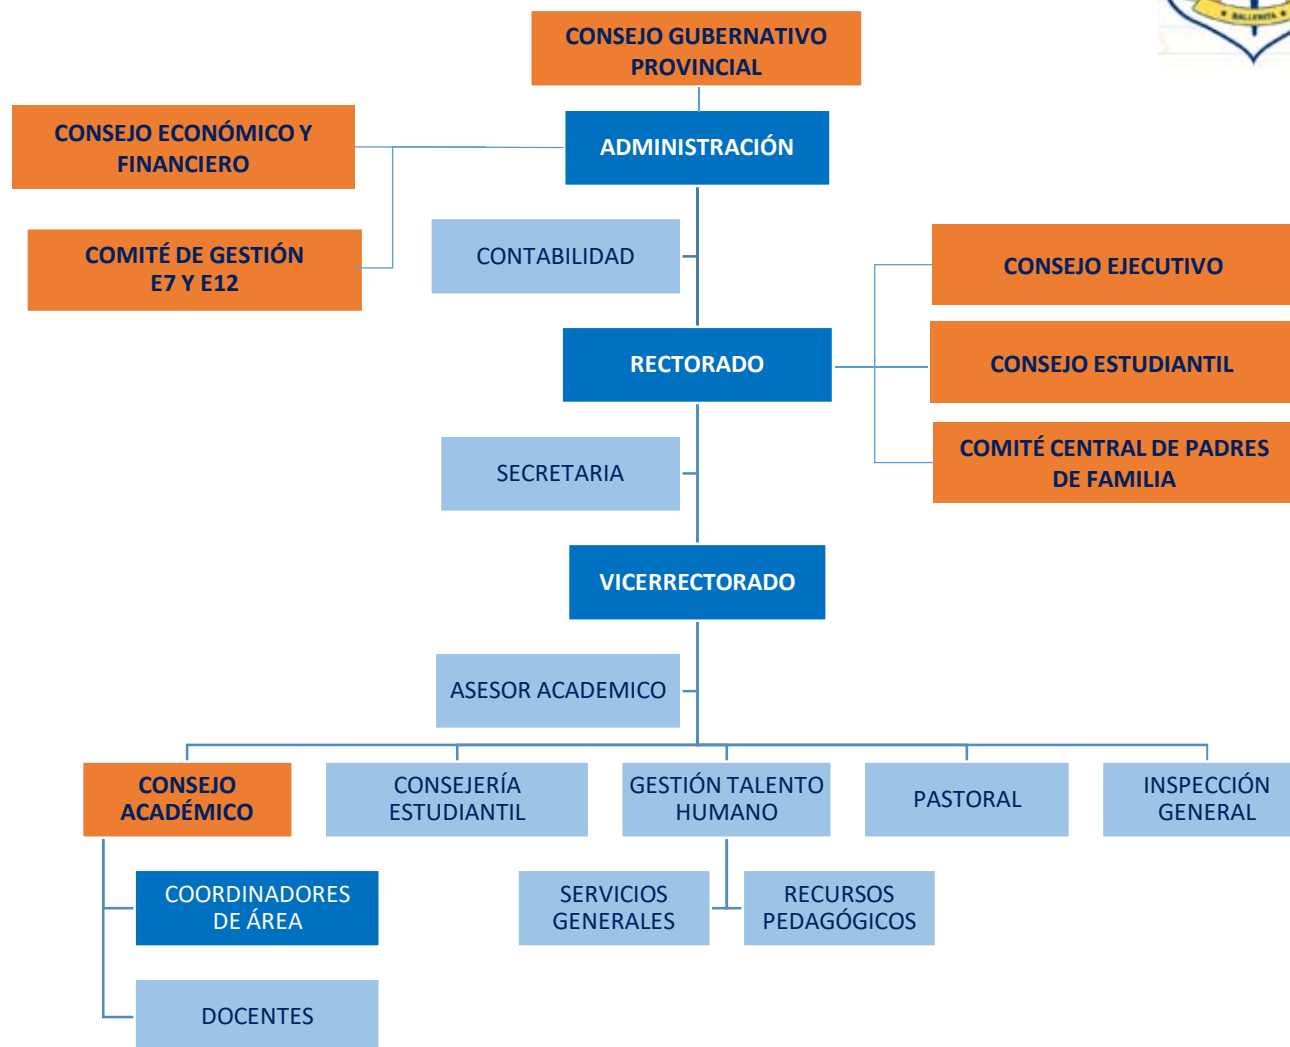 BALLENITA
CONSEJO GUBERNATIVO
PROVINCIAL
CONSEJO ECONÓMICO Y
FINANCIERO
ADMINISTRACIÓN
COMITÉ DE GESTIÓN
E7 Y E12
CONTABILIDAD
CONSEJO EJECUTIVO
RECTORADO
CONSEJO ESTUDIANTIL
COMITÉ CENTRAL DE PADRES
DE FAMILIA
SECRETARIA
VICERRECTORADO
ASESOR ACADEMICO
CONSEJO
ACADÉMICO
CONSEJERÍA
ESTUDIANTIL
GESTIÓN TALENTO
HUMANO
PASTORAL
INSPECCIÓN
GENERAL
COORDINADORES
DE ÁREA
SERVICIOS
GENERALES
RECURSOS
PEDAGÓGICOS
DOCENTES